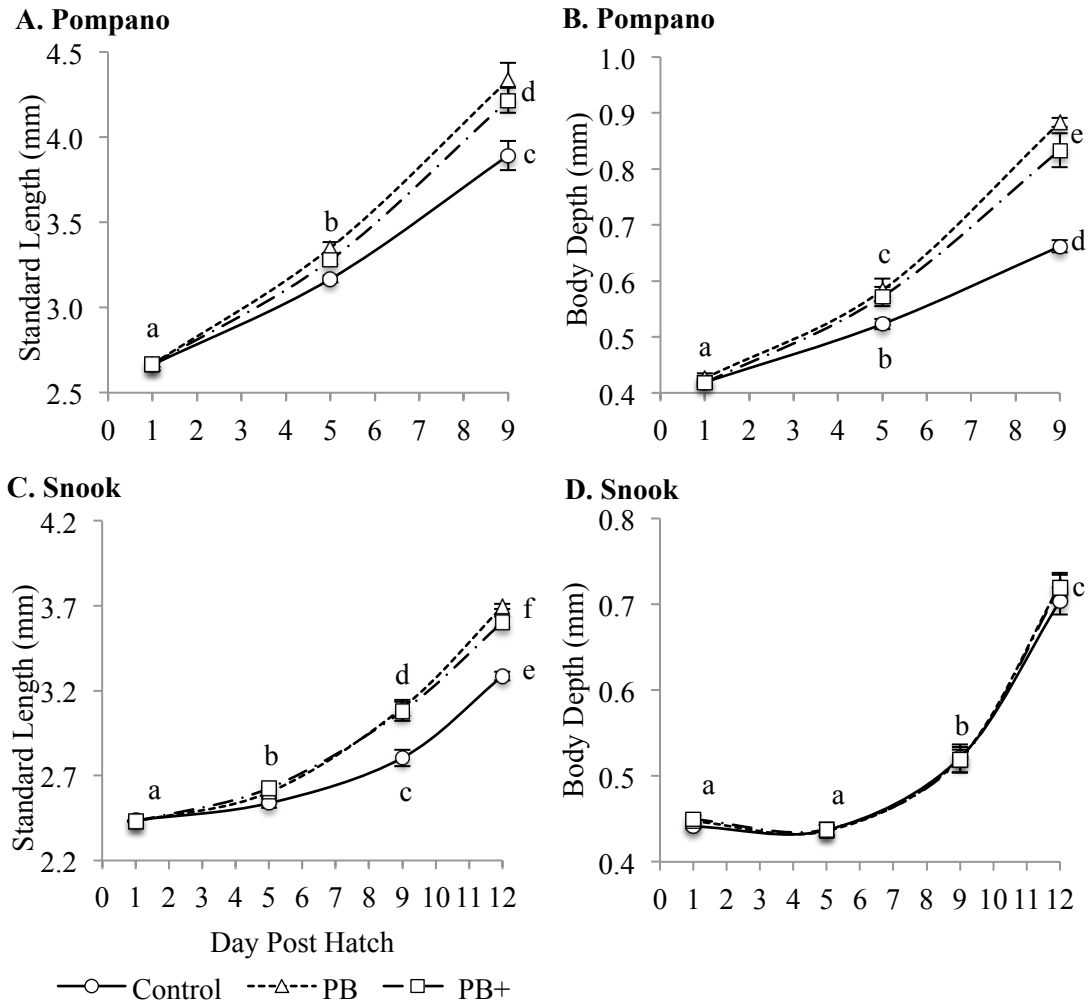 A. Pompano
Standard Length (mm)
4.5
4.0
3.5
3.0
2.5
0 1 2 3 4 5 6 7 8 9
a
b
d
c
B. Pompano
Body Depth (mm)
1.0
0.9
0.8
0.7
0.6
0.5
0.4
0 1 2 3 4 5 6 7 8 9
a
c
b
e
d
C. Snook
Standard Length (mm)
4.2
3.7
3.2
2.7
2.2
0 1 2 3 4 5 6 7 8 9 10 11 12
a
b
d
c
f
e
Day Post Hatch
D. Snook
Body Depth (mm)
0.8
0.7
0.6
0.5
0.4
0 1 2 3 4 5 6 7 8 9 10 11 12
a
a
b
c
Control PB PB+